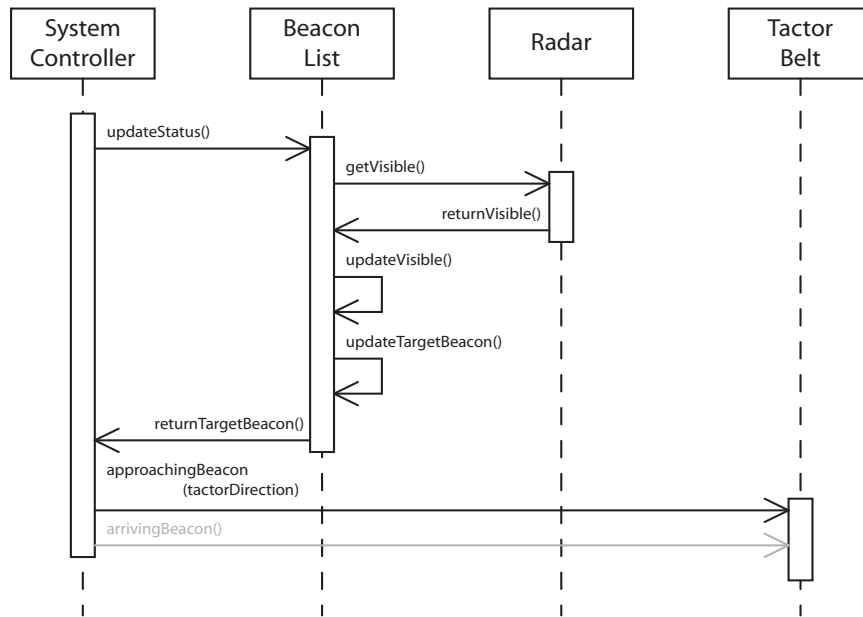 System
Controller
Beacon
List
Radar
Tactor
Belt
updateStatus()
getVisible()
returnVisible()
updateVisible()
updateTargetBeacon()
returnTargetBeacon()
approachingBeacon
(tactorDirection)
arrivingBeacon()